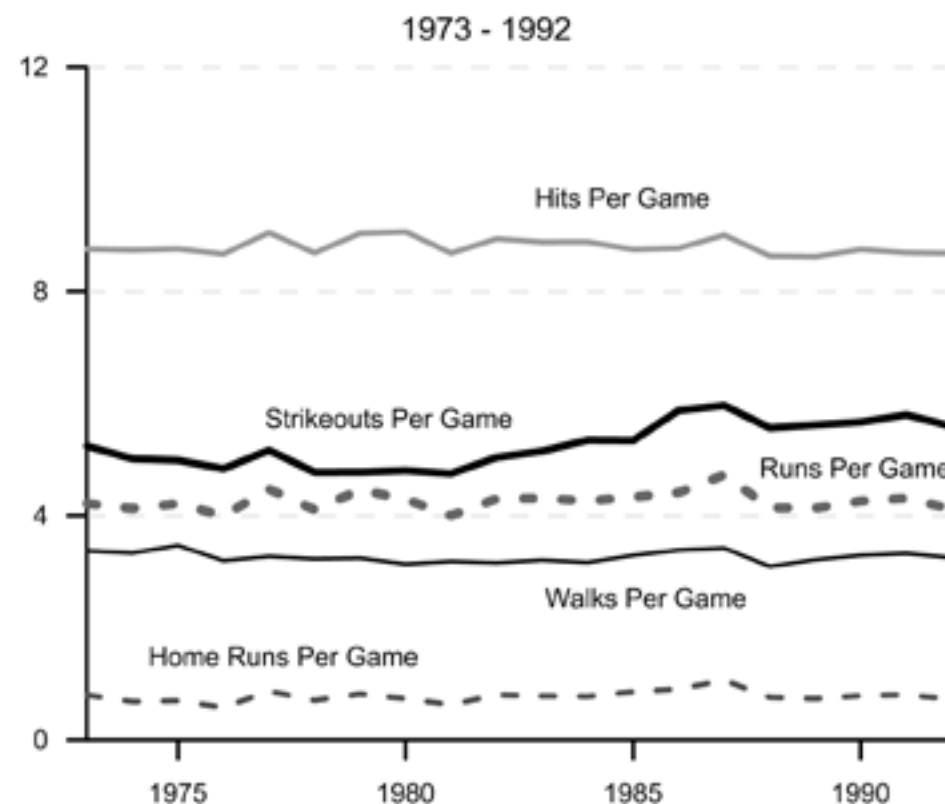 1973 - 1992
12
Hits Per Game
8
Strikeouts Per Game
Runs Per Game
4
Walks Per Game
Home Runs Per Game
0
1975 1980 1985 1990